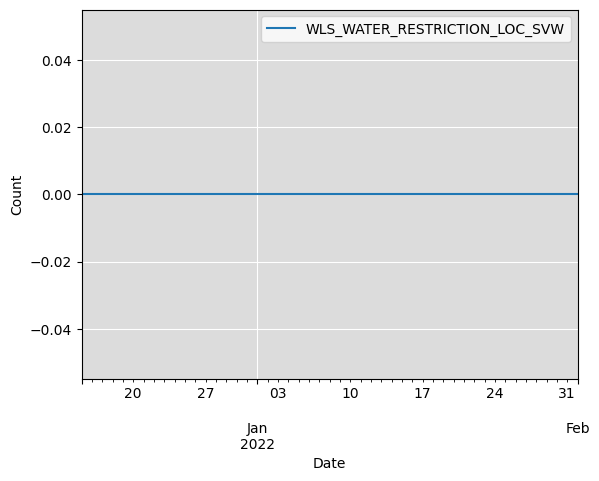 WLS_WATER_RESTRICTION_LOC_SVW
0.04
0.02
0.00
−0.02
−0.04
Count
20 27 03 10 17 24 31
Jan Feb
2022
Date